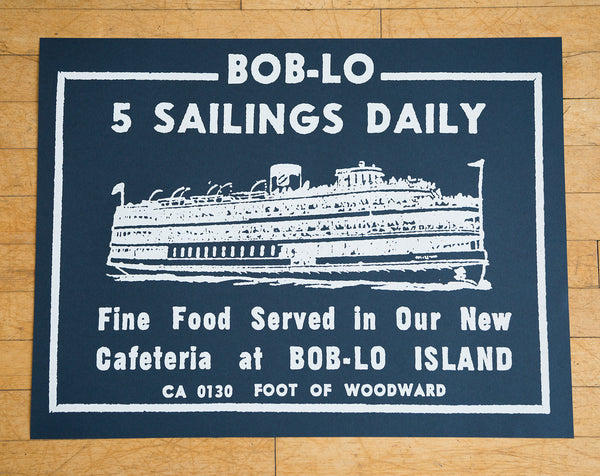 BOB-LO
5 SAILINGS DAILY
Fine Food Served in Our New
Cafeteria at BOB-LO ISLAND
CA 0130 FOOT OF WOODWARD